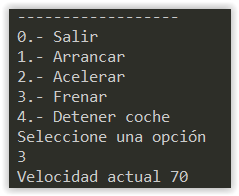 ------------------
0.- Salir
1.- Arrancar
2.- Acelerar
3.- Frenar
4.- Detener coche
Seleccione una opción
3
Velocidad actual 70